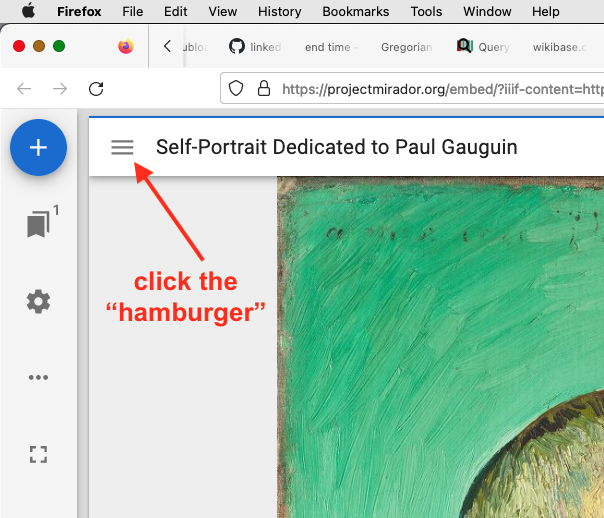 Firefox File Edit View History Bookmarks Tools Window Help
ubloa linked end time - Gregorian Query wikibase.c
https://projectmirador.org/embed/?iiif-content=http
Self-Portrait Dedicated to Paul Gauguin
1
click the
“hamburger”